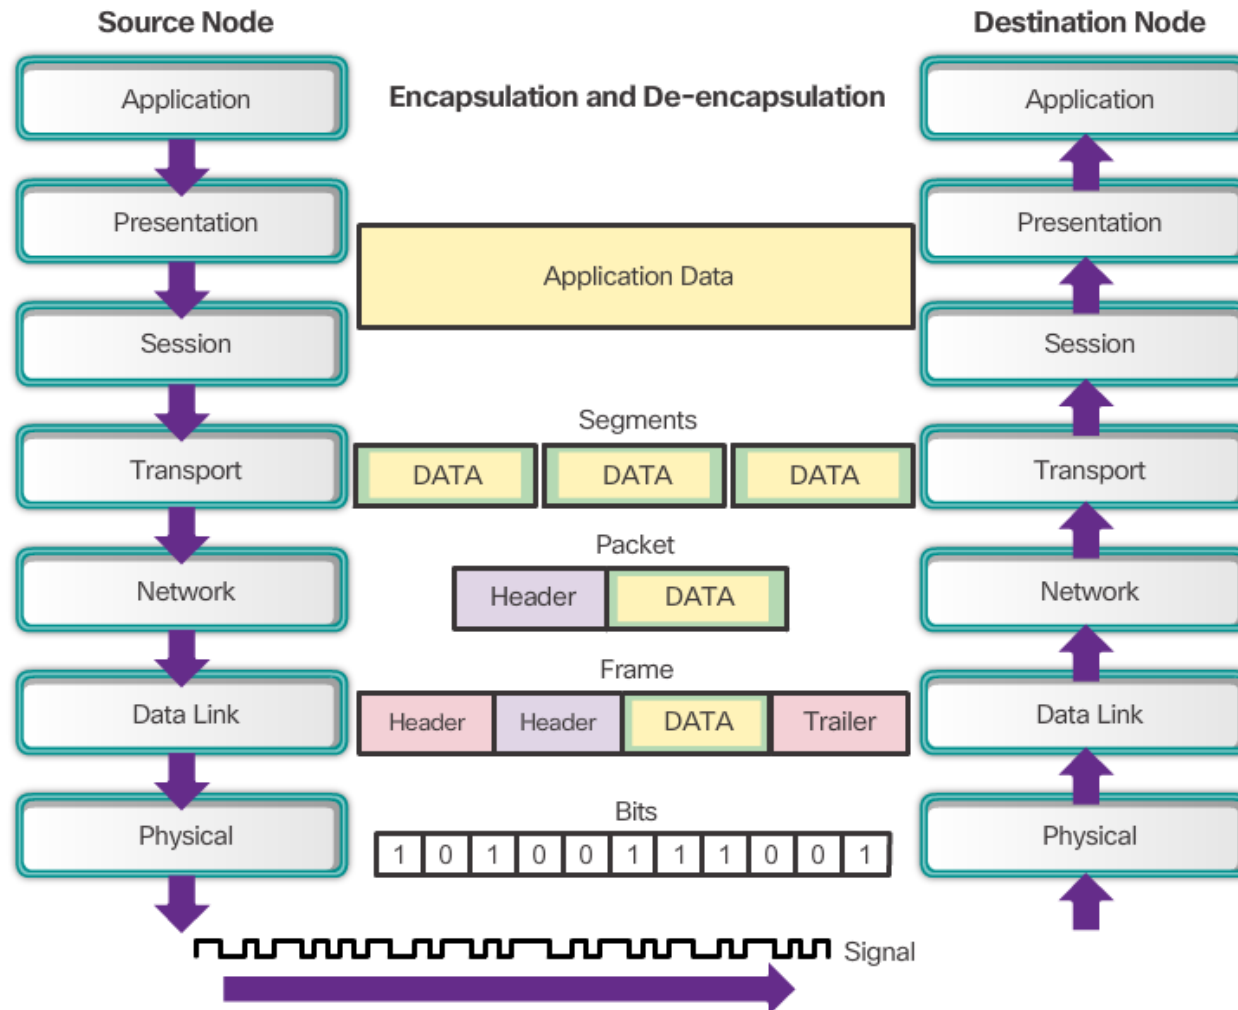 Source Node
Destination Node
Encapsulation and De-encapsulation
Application
Application
Presentation
Presentation
Application Data
Session
Session
Segments
Transport
DATA DATA DATA
Transport
Packet
Network
Header DATA
Network
Frame
Data Link
Header Header DATA Trailer
Data Link
Bits
Physical
1 0 1 0 0 1 1 1 0 0 1
Physical
Signal